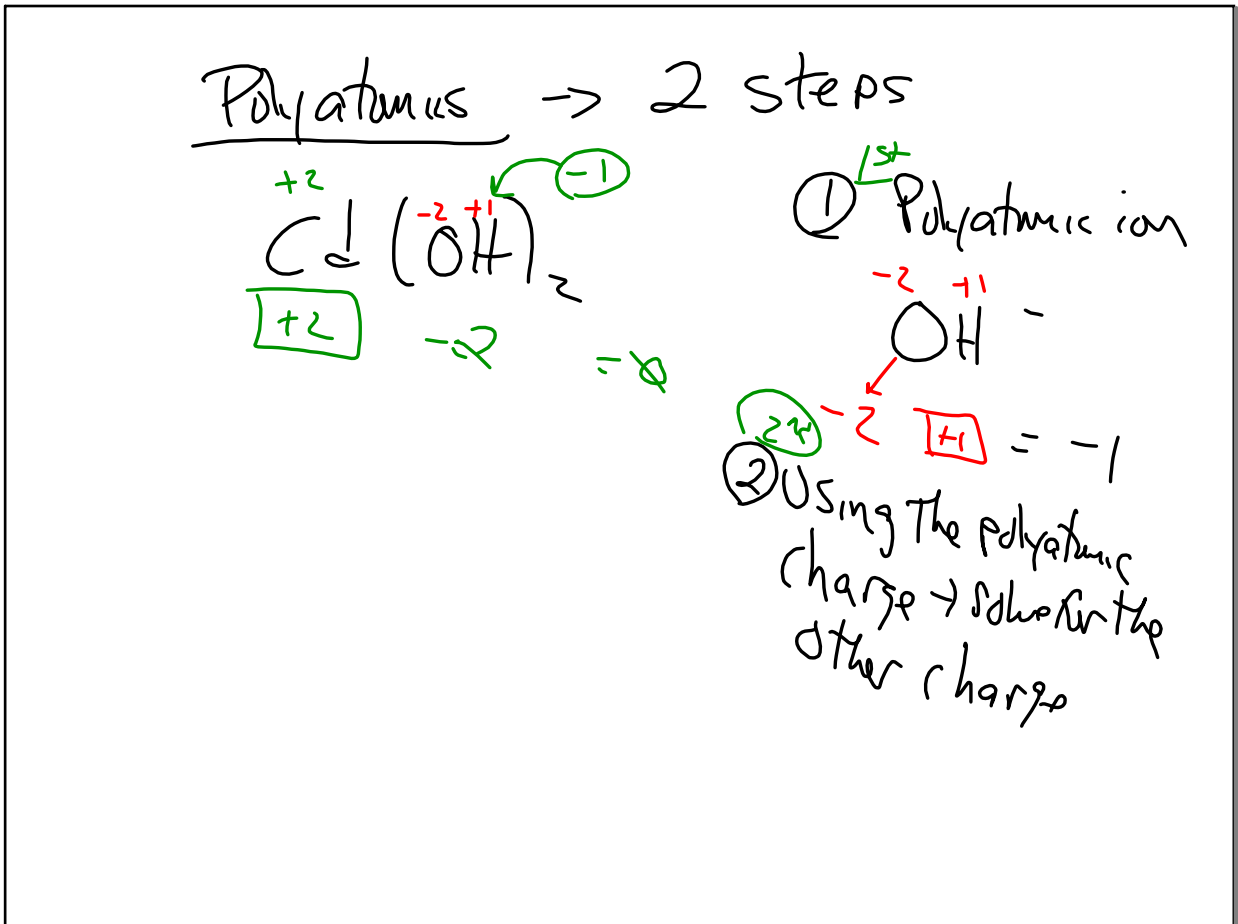 Polyatomics → 2 steps
+2 -1
Cd (OH)2
-2 +1
+2 -2 = 0
① 1st Polyatomic ion
-2 +1
OH -
-2 +1 = -1
2nd
② Using The polyatomic
charge → solve for the
other charge